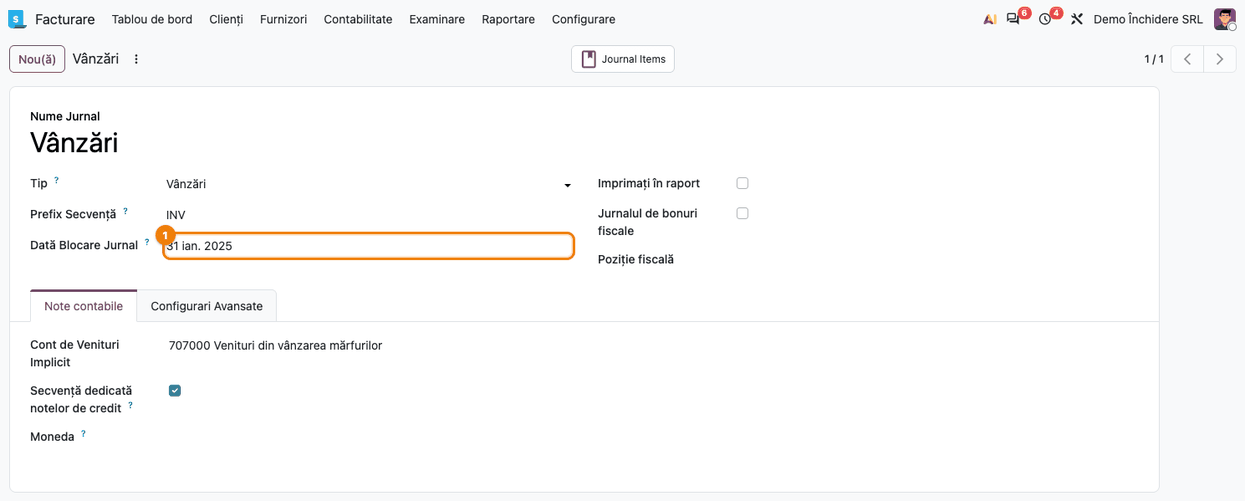 Facturare Tablou de bord Clienți Furnizori Contabilitate Examinare Raportare Configurare 6 4 Demo Închidere SRL
Nou(ă) Vânzări Journal Items 1 / 1
Nume Jurnal
Vânzări
Tip ? Vânzări Imprimați în raport
Prefix Secvență ? INV Jurnalul de bonuri
fiscale
1
Dată Blocare Jurnal ? 31 ian. 2025
Poziție fiscală
Note contabile Configurari Avansate
Cont de Venituri 707000 Venituri din vânzarea mărfurilor
Implicit
Secvență dedicată
notelor de credit ?
Moneda ?